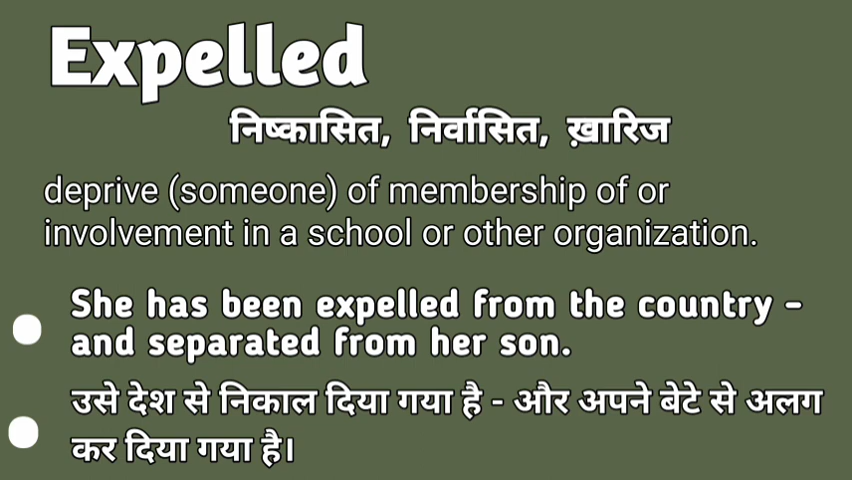 Expelled
निष्कासित, निर्वासित, ख़ारिज
deprive (someone) of membership of or
involvement in a school or other organization.
She has been expelled from the country -
and separated from her son.
उसे देश से निकाल दिया गया है - और अपने बेटे से अलग
कर दिया गया है।